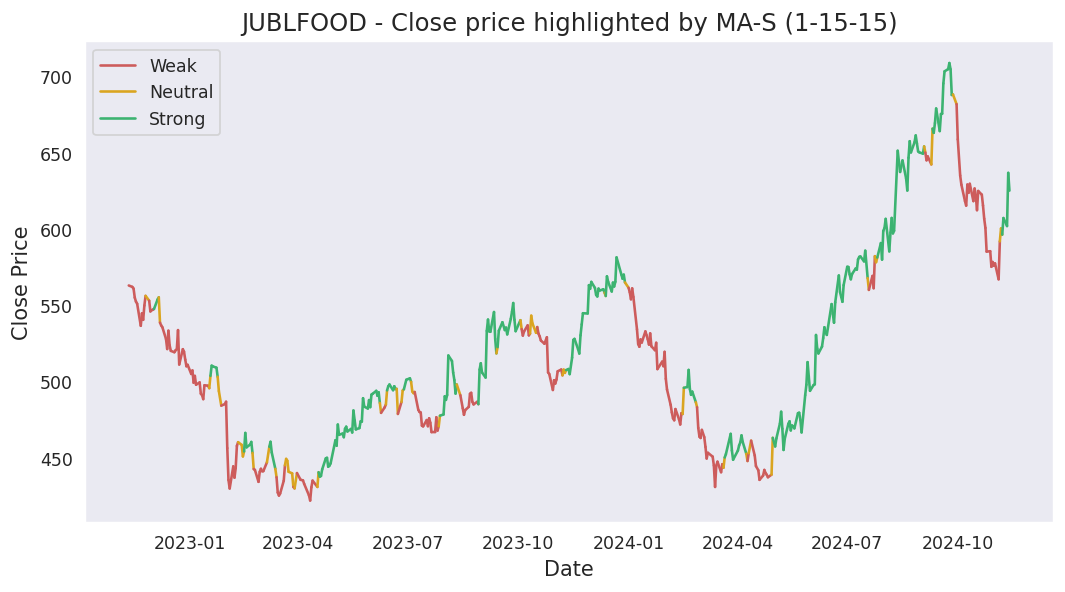 JUBLFOOD - Close price highlighted by MA-S (1-15-15)
Weak
Neutral
Strong
Close Price
700
650
600
550
500
450
2023-01
2023-04
2023-07
2023-10
2024-01
2024-04
2024-07
2024-10
Date